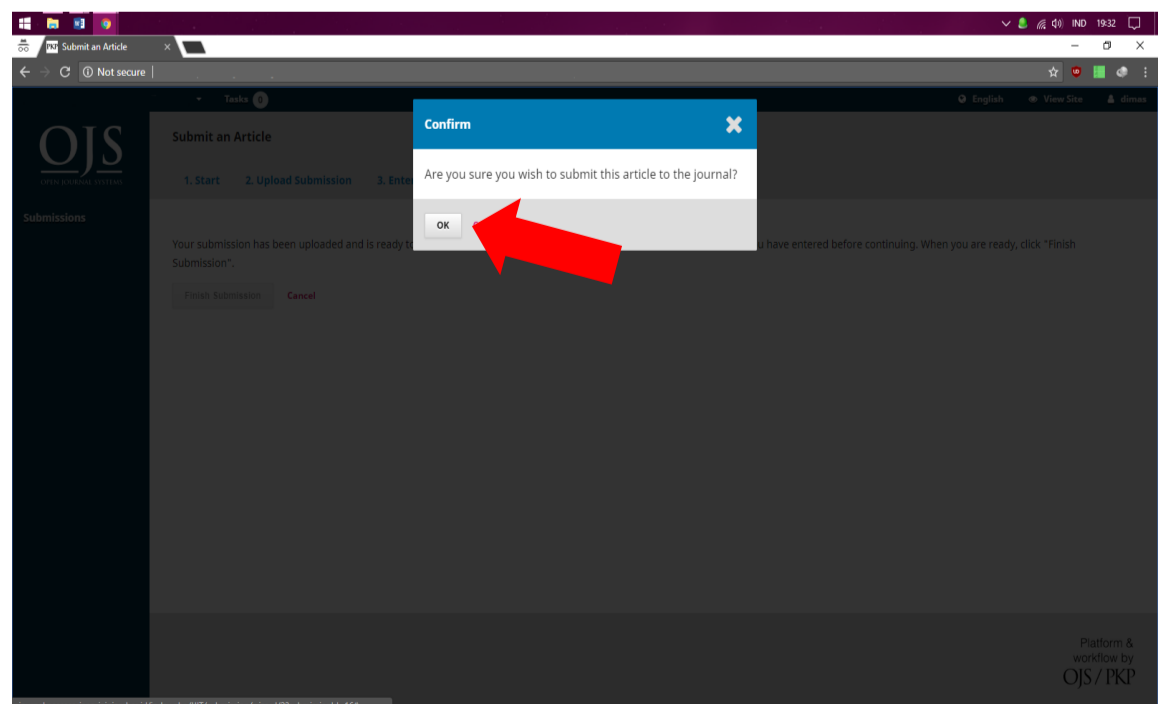 IND 19:32
PKP Submit an Article
Not secure
Tasks 0 English View Site dimas
Confirm
OJS
OPEN JOURNAL SYSTEMS
Submit an Article
1. Start 2. Upload Submission 3. Enter
Are you sure you wish to submit this article to the journal?
Submissions
OK
Your submission has been uploaded and is ready to have entered before continuing. When you are ready, click "Finish
Submission".
Finish Submission Cancel
Platform &
workflow by
OJS / PKP